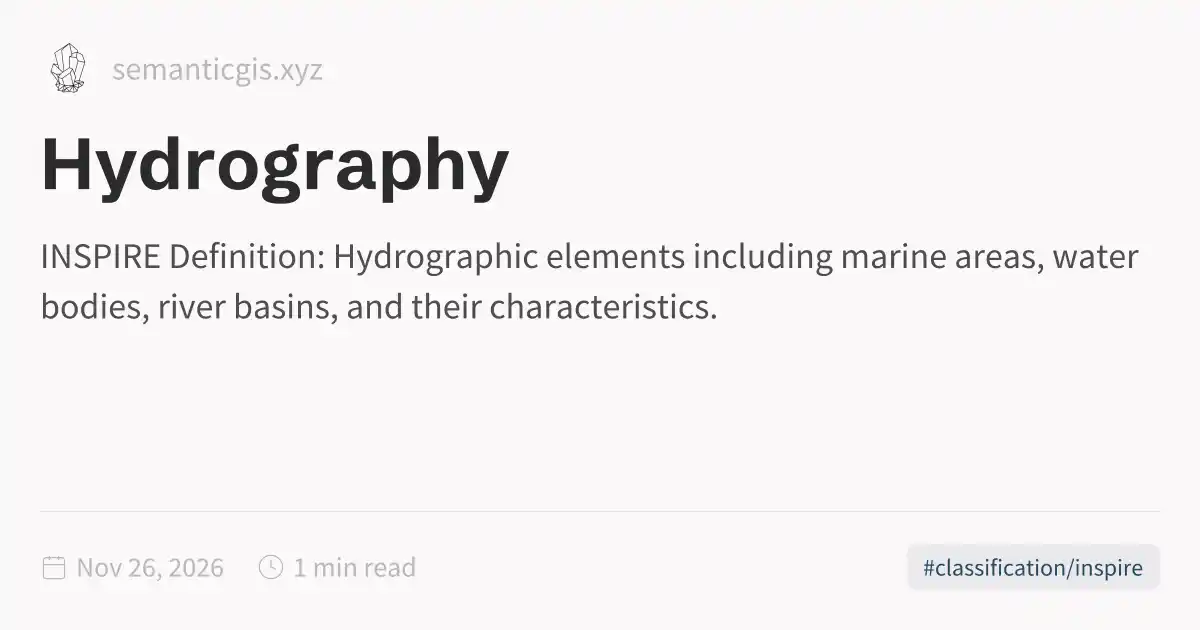 semanticgis.xyz
Hydrography
INSPIRE Definition: Hydrographic elements including marine areas, water
bodies, river basins, and their characteristics.
Nov 26, 2026 1 min read #classification/inspire